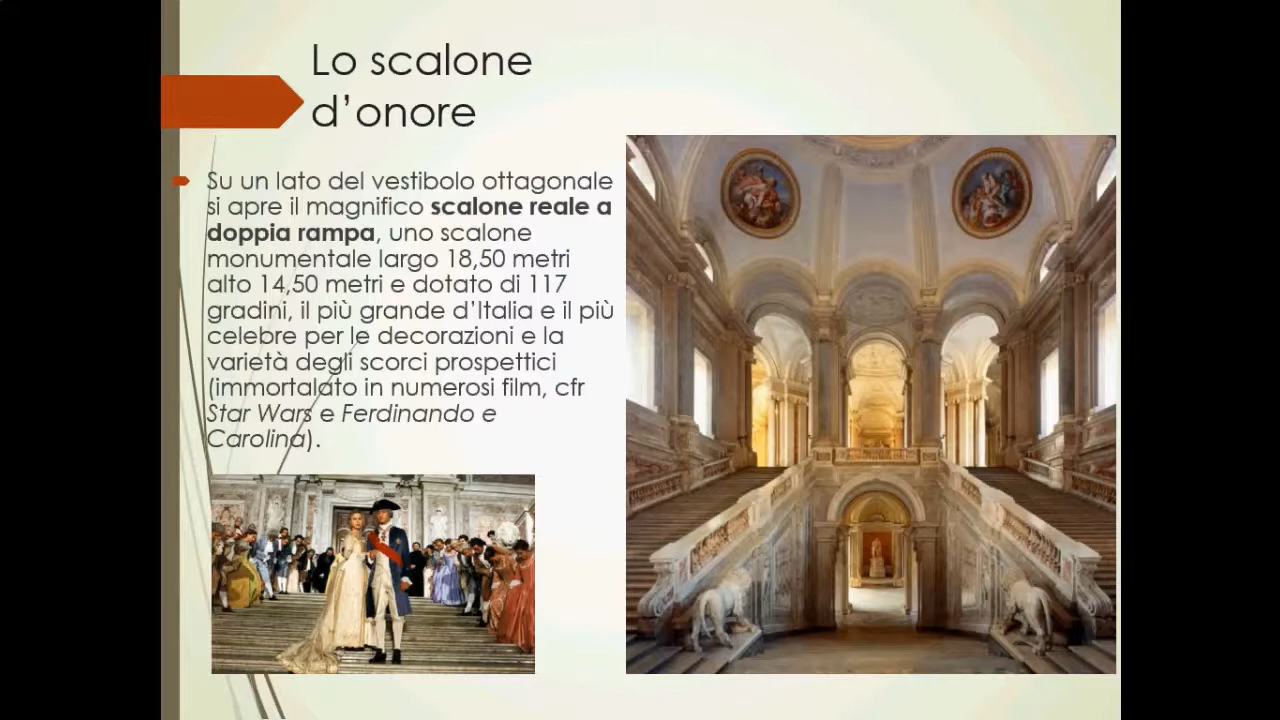 Lo scalone
d’onore
Su un lato del vestibolo ottagonale
si apre il magnifico scalone reale a
doppia rampa, uno scalone
monumentale largo 18,50 metri
alto 14,50 metri e dotato di 117
gradini, il più grande d’Italia e il più
celebre per le decorazioni e la
varietà degli scorci prospettici
(immortalato in numerosi film, cfr
Star Wars e Ferdinando e
Carolina).